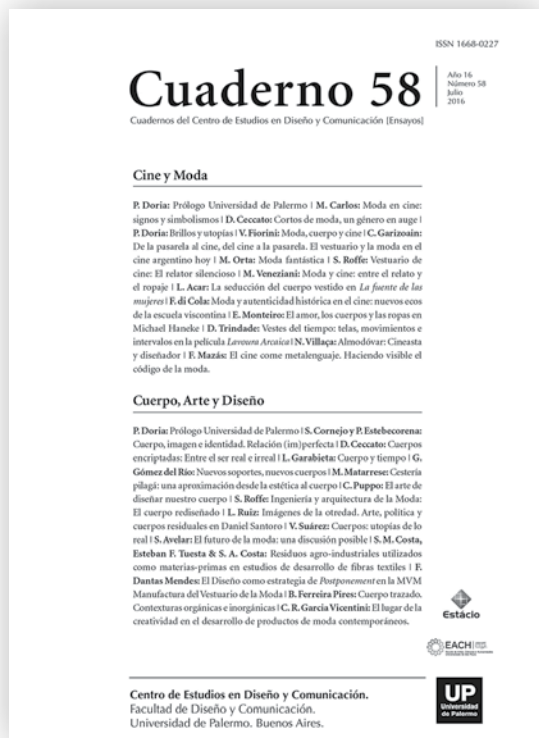 ISSN 1668-0227
Cuaderno 58
Año 16
Número 58
Julio
2016
Cuadernos del Centro de Estudios en Diseño y Comunicación [Ensayos]
Cine y Moda
P. Doria: Prólogo Universidad de Palermo | M. Carlos: Moda en cine:
signos y simbolismos | D. Ceccato: Cortos de moda, un género en auge |
P. Doria: Brillos y utopías | V. Fiorini: Moda, cuerpo y cine | C. Garizoain:
De la pasarela al cine, del cine a la pasarela. El vestuario y la moda en el
cine argentino hoy | M. Orta: Moda fantástica | S. Roffe: Vestuario de
cine: El relator silencioso | M. Veneziani: Moda y cine: entre el relato y
el ropaje | L. Acar: La seducción del cuerpo vestido en La fuente de las
mujeres | F. di Cola: Moda y autenticidad histórica en el cine: nuevos ecos
de la escuela viscontina | E. Monteiro: El amor, los cuerpos y las ropas en
Michael Haneke | D. Trindade: Vestes del tiempo: telas, movimientos e
intervalos en la película Lavoura Arcaica | N. Villaça: Almodóvar: Cineasta
y diseñador | F. Mazás: El cine come metalenguaje. Haciendo visible el
código de la moda.
Cuerpo, Arte y Diseño
P. Doria: Prólogo Universidad de Palermo | S. Cornejo y P. Estebecorena:
Cuerpo, imagen e identidad. Relación (im)perfecta | D. Ceccato: Cuerpos
encriptados: Entre el ser real e irreal | L. Garabieta: Cuerpo y tiempo | G.
Gómez del Río: Nuevos soportes, nuevos cuerpos | M. Matarrese: Cestería
pilagá: una aproximación desde la estética al cuerpo | C. Puppo: El arte de
diseñar nuestro cuerpo | S. Roffe: Ingeniería y arquitectura de la Moda:
El cuerpo rediseñado | L. Ruiz: Imágenes de la otredad. Arte, política y
cuerpos residuales en Daniel Santoro | V. Suárez: Cuerpos: utopías de lo
real | S. Avelar: El futuro de la moda: una discusión posible | S. M. Costa,
Esteban F. Tuesta & S. A. Costa: Residuos agro-industriales utilizados
como materias-primas en estudios de desarrollo de fibras textiles | F.
Dantas Mendes: El Diseño como estrategia de Postponement en la MVM
Manufactura del Vestuario de la Moda | B. Ferreira Pires: Cuerpo trazado.
Contexturas orgánicas e inorgánicas | C. R. García Vicentini: El lugar de la
creatividad en el desarrollo de productos de moda contemporáneos.
Estácio
EACH
Centro de Estudios en Diseño y Comunicación.
Facultad de Diseño y Comunicación.
Universidad de Palermo. Buenos Aires.
UP
Universidad
de Palermo